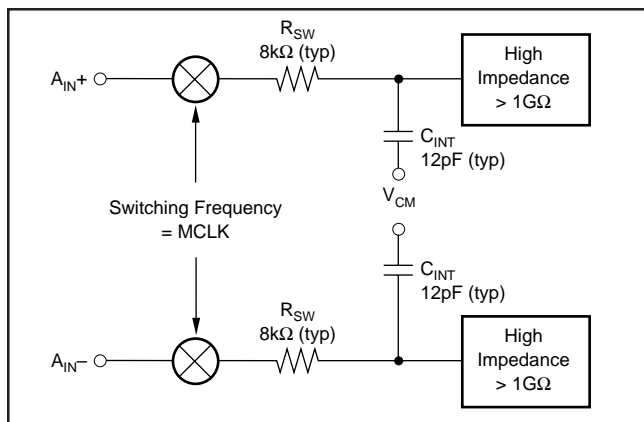 R_SW
8kΩ (typ)
A_IN+
High
Impedance
> 1GΩ
C_INT
12pF (typ)
V_CM
Switching Frequency
= MCLK
C_INT
12pF (typ)
R_SW
8kΩ (typ)
A_IN–
High
Impedance
> 1GΩ